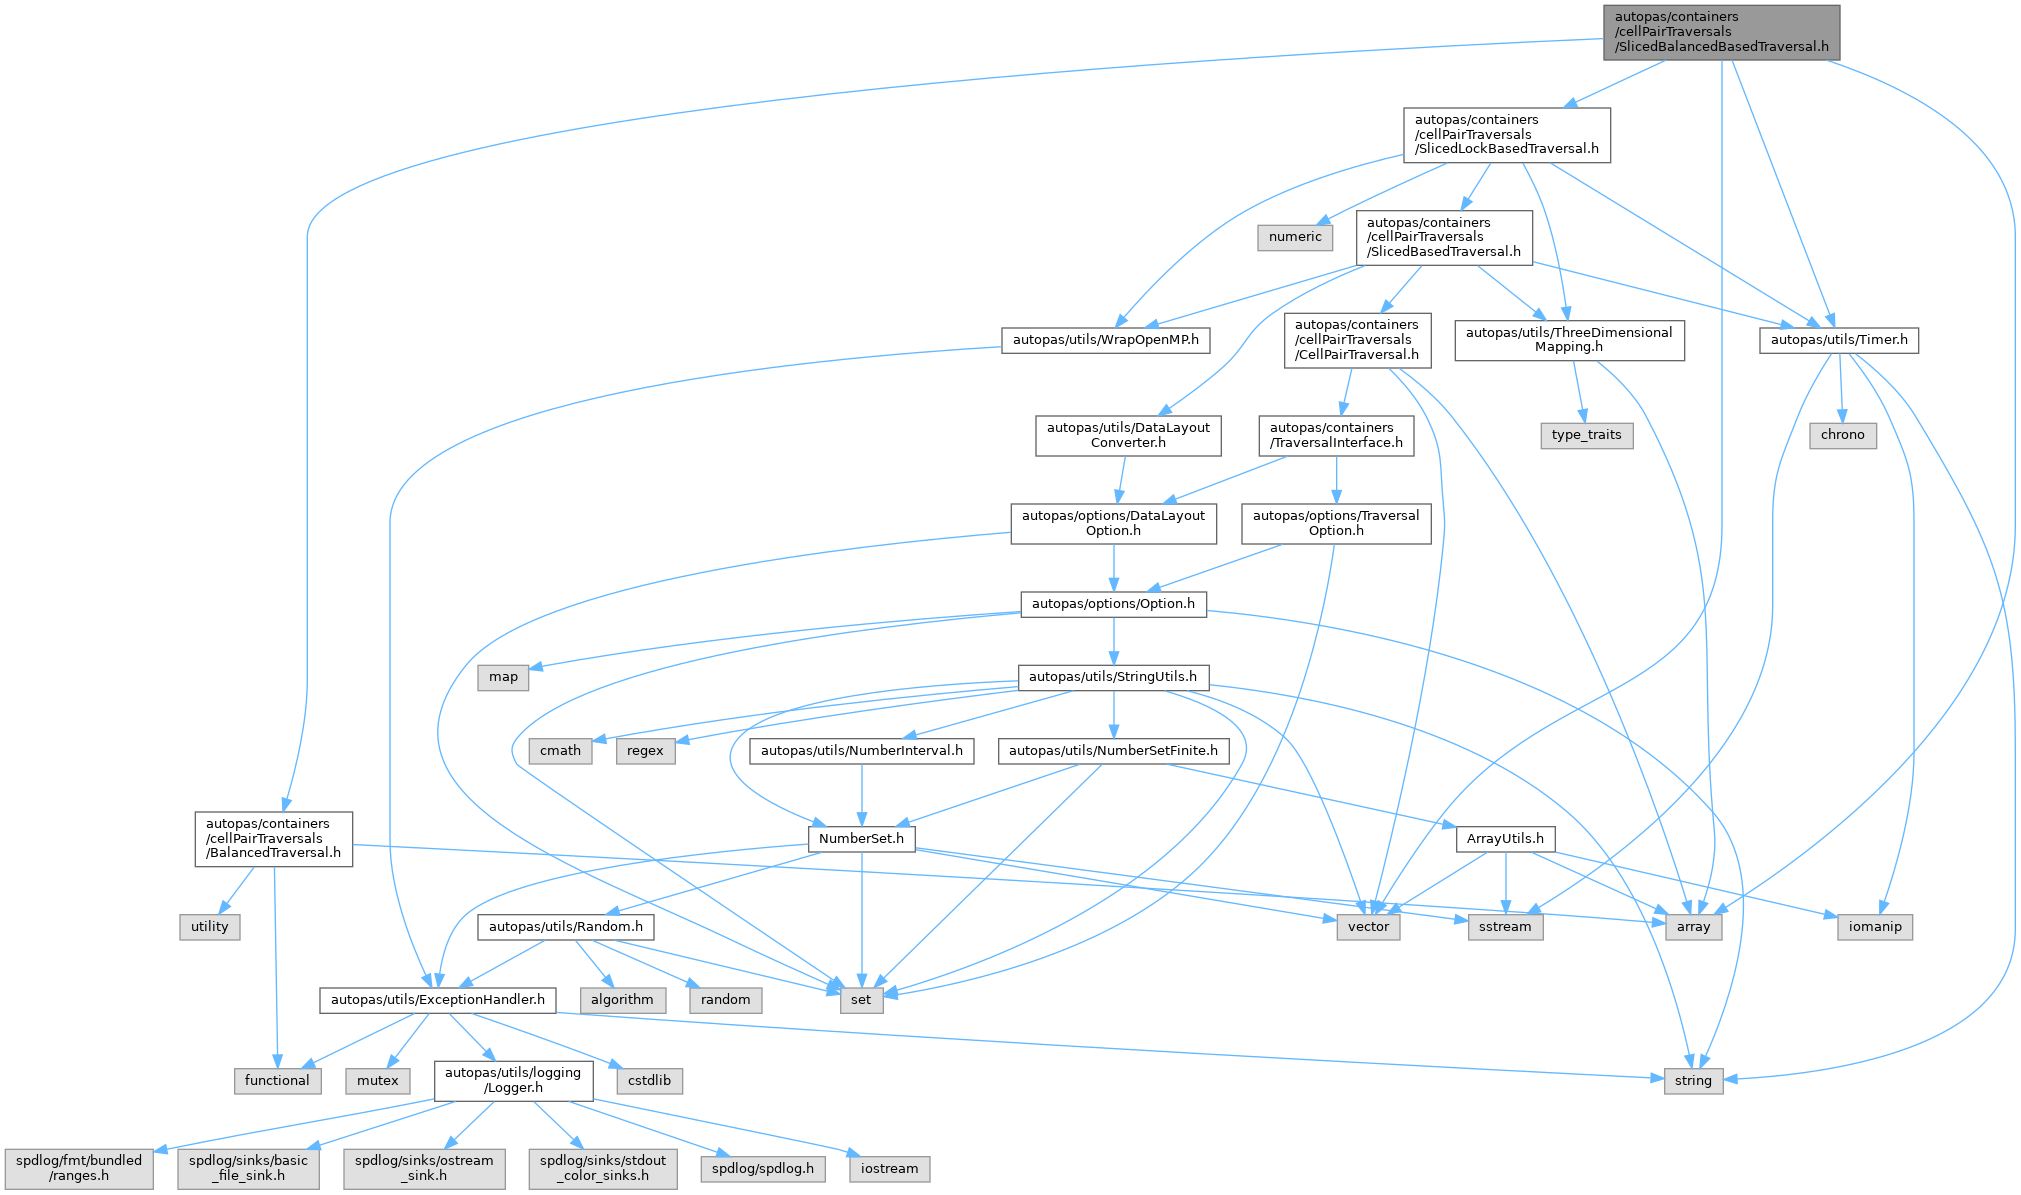 autopas/containers
/cellPairTraversals
/SlicedBalancedBasedTraversal.h
autopas/containers
/cellPairTraversals
/SlicedLockBasedTraversal.h
numeric
autopas/containers
/cellPairTraversals
/SlicedBasedTraversal.h
autopas/utils/WrapOpenMP.h
autopas/containers
/cellPairTraversals
/CellPairTraversal.h
autopas/utils/ThreeDimensional
Mapping.h
autopas/utils/Timer.h
autopas/utils/DataLayout
Converter.h
autopas/containers
/TraversalInterface.h
type_traits
chrono
autopas/options/DataLayout
Option.h
autopas/options/Traversal
Option.h
autopas/options/Option.h
map
autopas/utils/StringUtils.h
cmath
regex
autopas/utils/NumberInterval.h
autopas/utils/NumberSetFinite.h
autopas/containers
/cellPairTraversals
/BalancedTraversal.h
NumberSet.h
ArrayUtils.h
utility
autopas/utils/Random.h
vector
sstream
array
iomanip
autopas/utils/ExceptionHandler.h
algorithm
random
set
functional
mutex
autopas/utils/logging
/Logger.h
cstdlib
string
spdlog/fmt/bundled
/ranges.h
spdlog/sinks/basic
_file_sink.h
spdlog/sinks/ostream
_sink.h
spdlog/sinks/stdout
_color_sinks.h
spdlog/spdlog.h
iostream